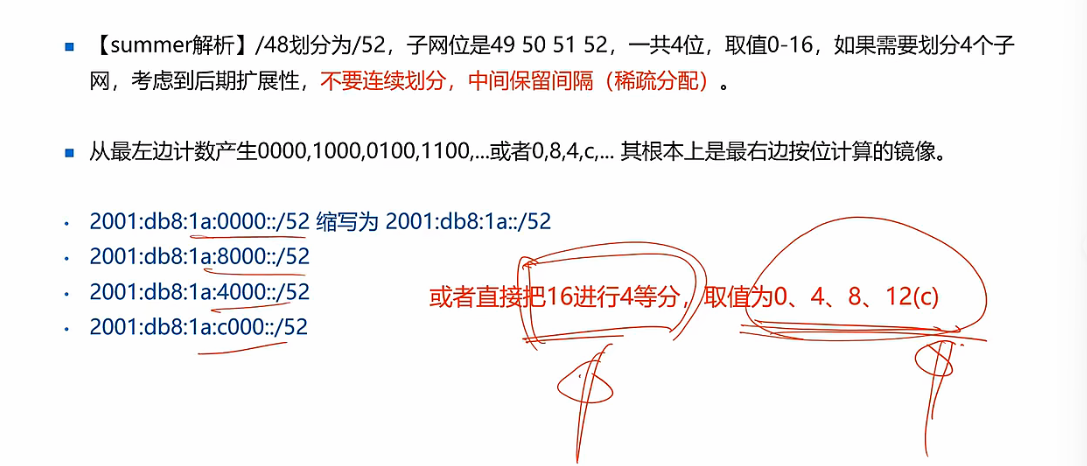 【summer解析】/48划分为/52，子网位是49 50 51 52，一共4位，取值0-16，如果需要划分4个子
网，考虑到后期扩展性，不要连续划分，中间保留间隔（稀疏分配）。
从最左边计数产生0000,1000,0100,1100,...或者0,8,4,c,... 其根本上是最右边按位计算的镜像。
2001:db8:1a:0000::/52 缩写为 2001:db8:1a::/52
2001:db8:1a:8000::/52
2001:db8:1a:4000::/52
或者直接把16进行4等分，取值为0、4、8、12(c)
2001:db8:1a:c000::/52